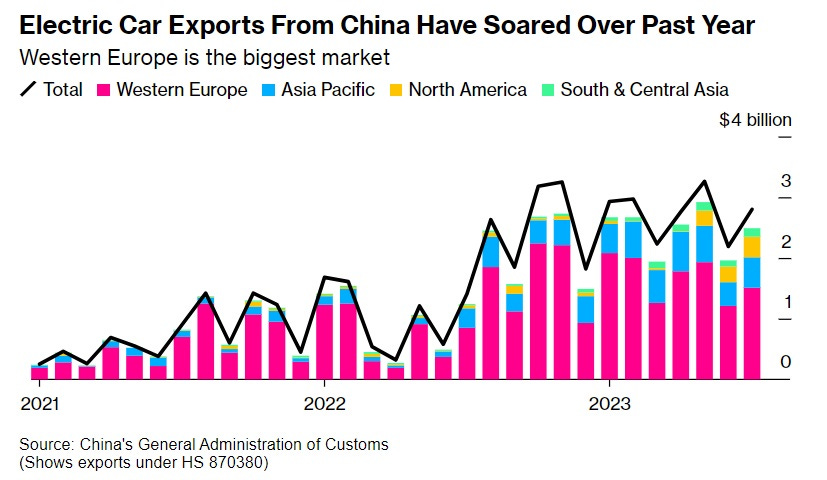 Electric Car Exports From China Have Soared Over Past Year
Western Europe is the biggest market
Total Western Europe Asia Pacific North America South & Central Asia
$4 billion
3
2
1
0
2021 2022 2023
Source: China's General Administration of Customs
(Shows exports under HS 870380)